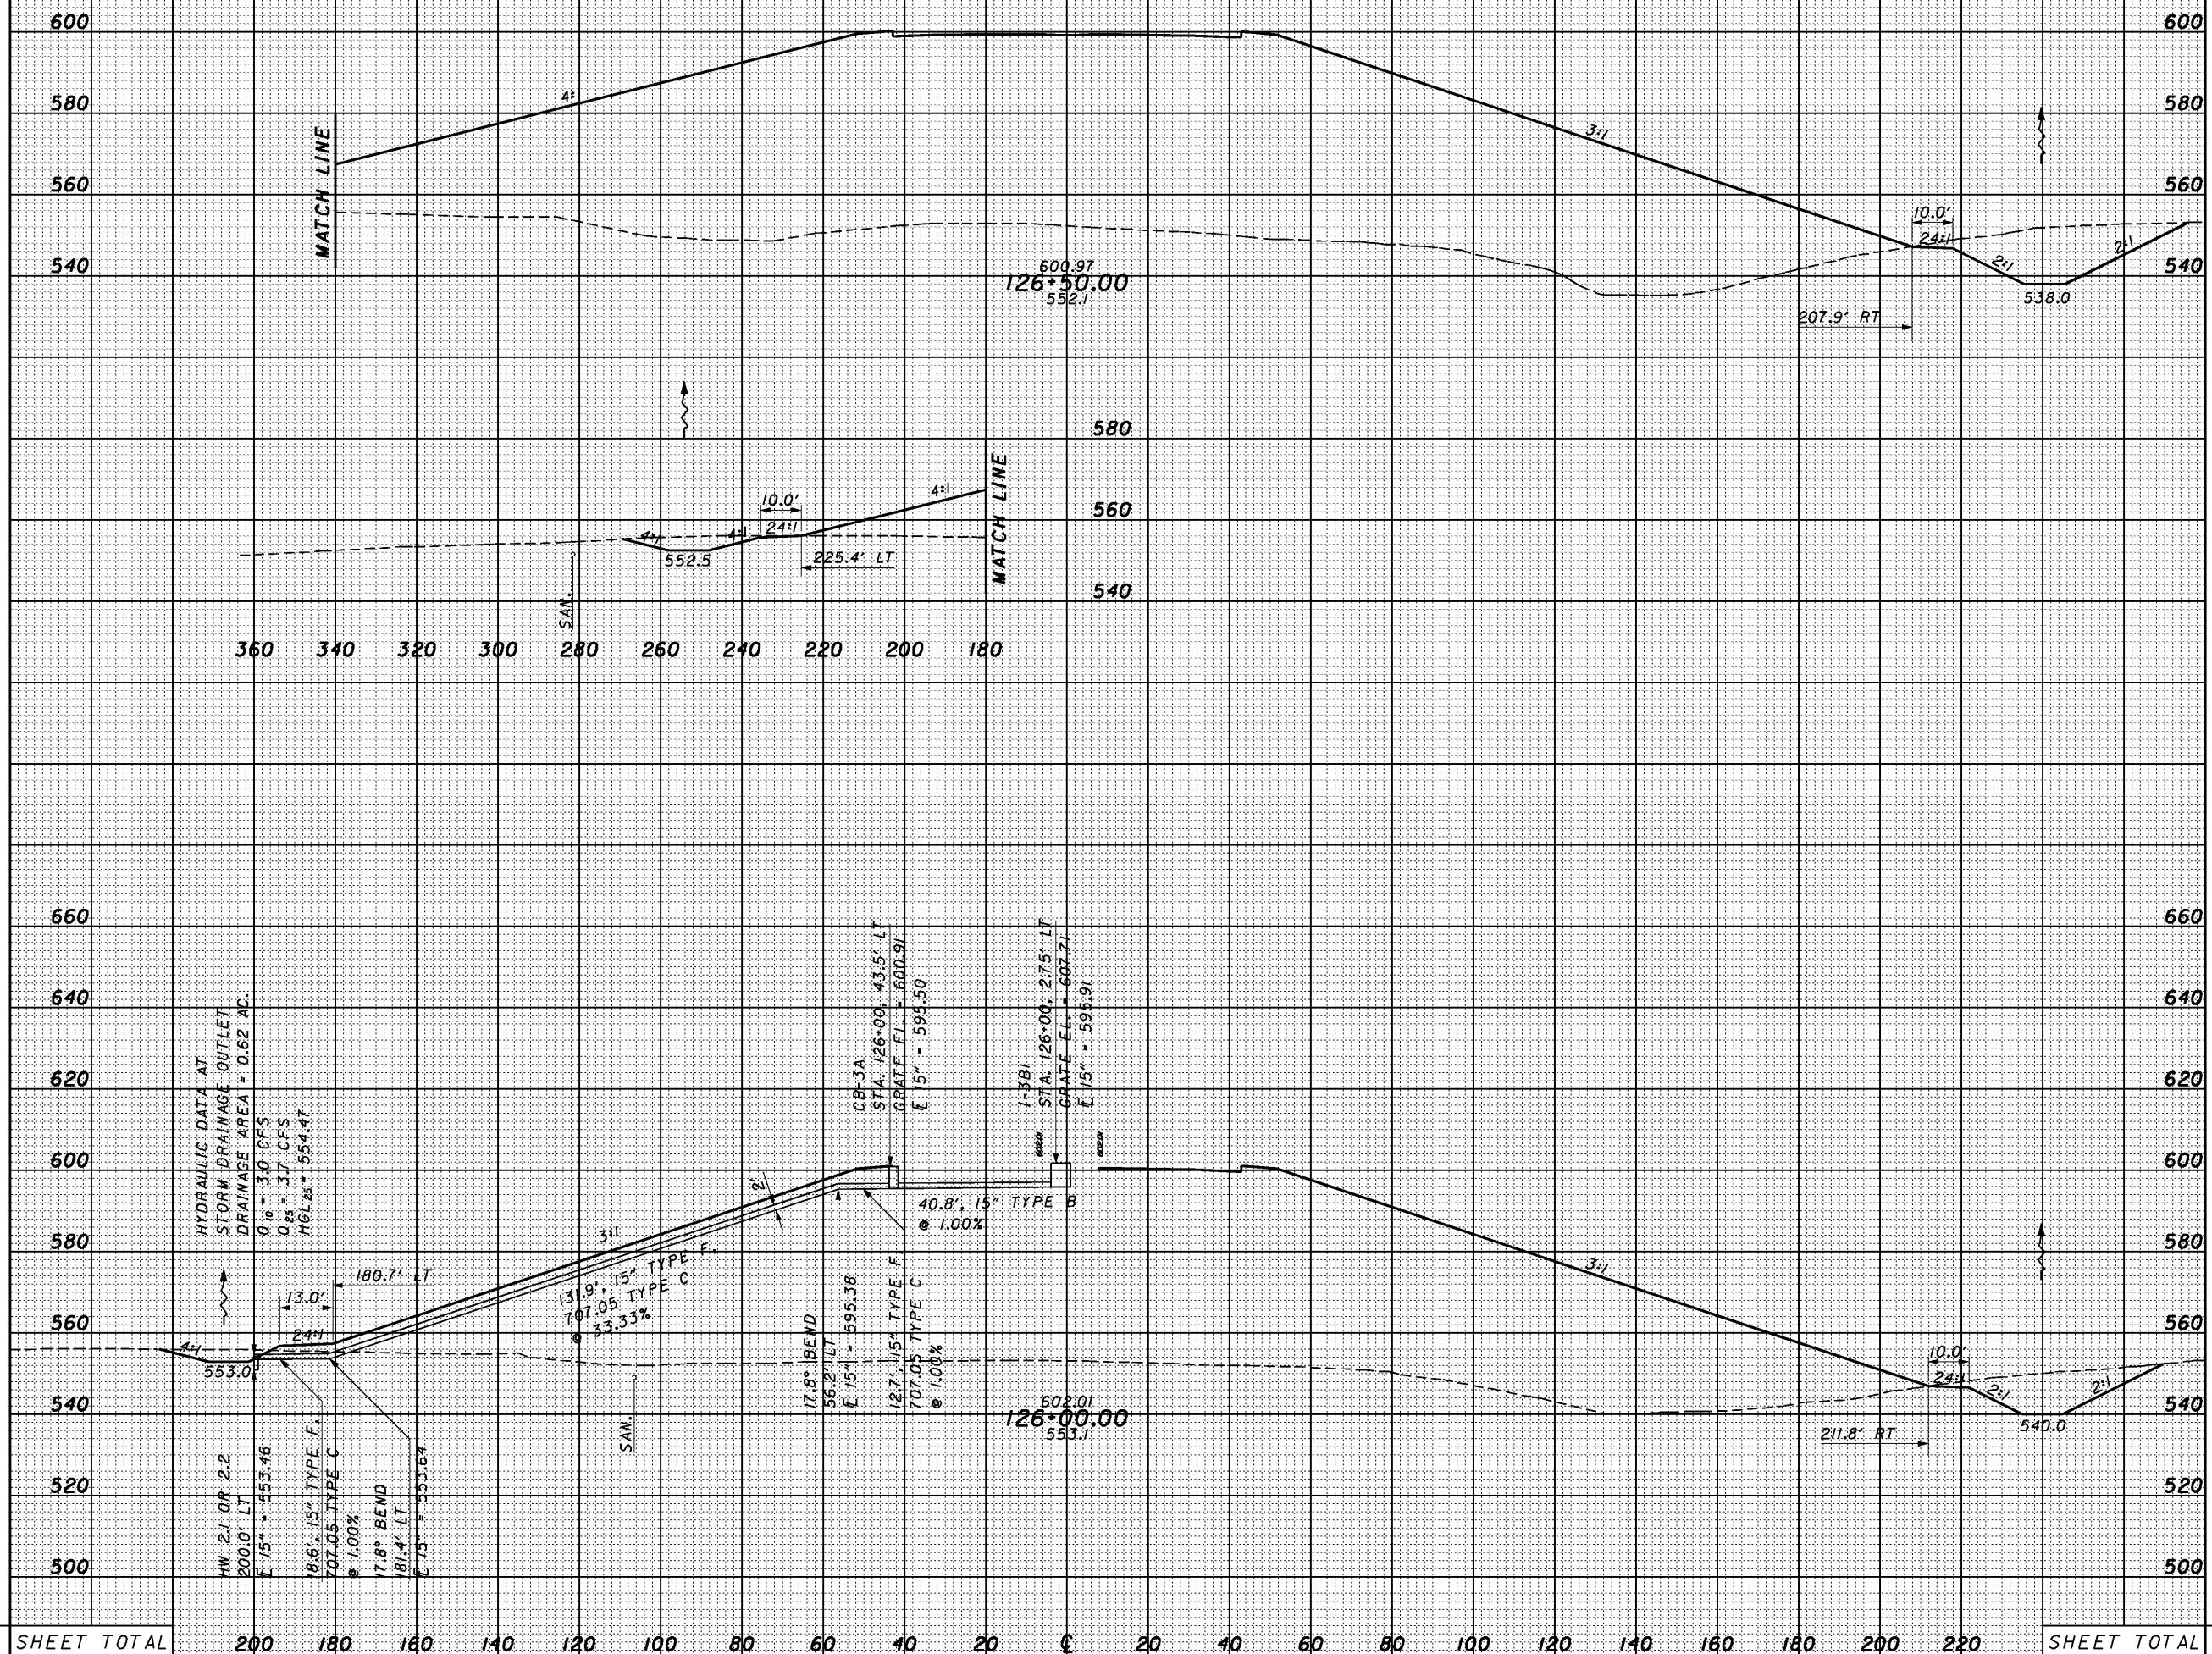 600
600
580
580
560
560
540
540
MATCH LINE
4:1
3:1
10.0'
24:1
2:1
2:1
538.0
207.9' RT
600.97
126+50.00
552.1
580
560
540
MATCH LINE
4:1
10.0'
24:1
4:1
4:1
552.5
225.4' LT
SAN.
?
360 340 320 300 280 260 240 220 200 180
660
660
640
640
620
620
600
600
580
580
560
560
540
540
520
520
500
500
HYDRAULIC DATA AT
STORM DRAINAGE OUTLET
DRAINAGE AREA = 0.62 AC.
Q10 = 3.0 CFS
Q25 = 3.7 CFS
HGL25 = 554.47
CB-3A
STA. 126+00, 43.5' LT
GRATE EL. = 600.91
℄ 15" = 595.50
I-3B1
STA. 126+00, 2.75' LT
GRATE EL. = 607.71
℄ 15" = 595.91
602.01
602.01
2'
3:1
131.9', 15" TYPE F,
707.05 TYPE C
@ 33.33%
40.8', 15" TYPE B
@ 1.00%
180.7' LT
13.0'
24:1
4:1
553.0
17.8° BEND
56.2' LT
℄ 15" = 595.38
12.7', 15" TYPE F,
707.05 TYPE C
@ 1.00%
SAN.
?
602.01
126+00.00
553.1
3:1
10.0'
24:1
2:1
2:1
540.0
211.8' RT
HW 2.1 OR 2.2
200.0' LT
℄ 15" = 553.46
18.6', 15" TYPE F,
707.05 TYPE C
@ 1.00%
17.8° BEND
181.4' LT
℄ 15" = 553.64
SHEET TOTAL
200 180 160 140 120 100 80 60 40 20 ℄ 20 40 60 80 100 120 140 160 180 200 220
SHEET TOTAL